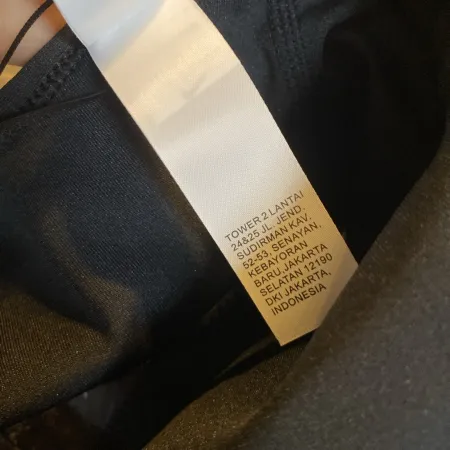 TOWER 2 LANTAI
24&25 JL. JEND.
SUDIRMAN KAV.
52-53, SENAYAN,
KEBAYORAN
BARU,JAKARTA
SELATAN 12190
DKI JAKARTA,
INDONESIA